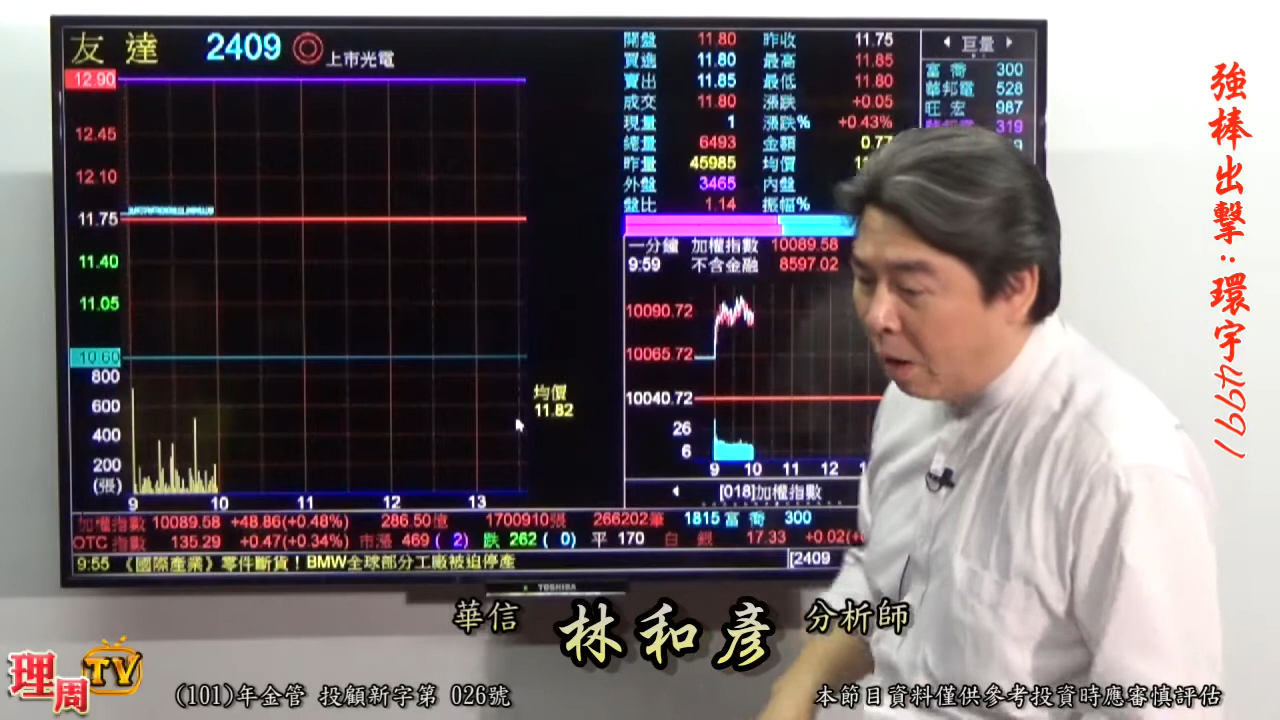 友達 2409 上市光電
12.90
12.45
12.10
11.75
11.40
11.05
10.60
800
600
400
200
(張)
9 10 11 12 13
均價
11.82
開盤 11.80 昨收 11.75
買進 11.80 最高 11.85
賣出 11.85 最低 11.80
成交 11.80 漲跌 +0.05
現量 1 漲跌% +0.43%
總量 6493 金額 0.77
昨量 45985 均價
外盤 3465 內盤
盤比 1.14 振幅%
巨量
富喬 300
華邦電 528
旺宏 987
319
一分鐘 加權指數 10089.58
9:59 不含金融 8597.02
10090.72
10065.72
10040.72
26
6
9 10 11 12
[018]加權指數
加權指數 10089.58 +48.86(+0.48%) 286.50億 1700910張 266202筆 1815 富喬 300
OTC指數 135.29 +0.47(+0.34%) 市漲 469 ( 2) 跌 262 ( 0) 平 170 白銀 17.33 +0.02
9:55 《國際產業》零件斷貨！BMW全球部分工廠被迫停產 [2409
TOSHIBA
強棒出擊：環宇4991
華信 林和彥 分析師
理周TV
(101)年金管 投顧新字第 026號
本節目資料僅供參考投資時應審慎評估